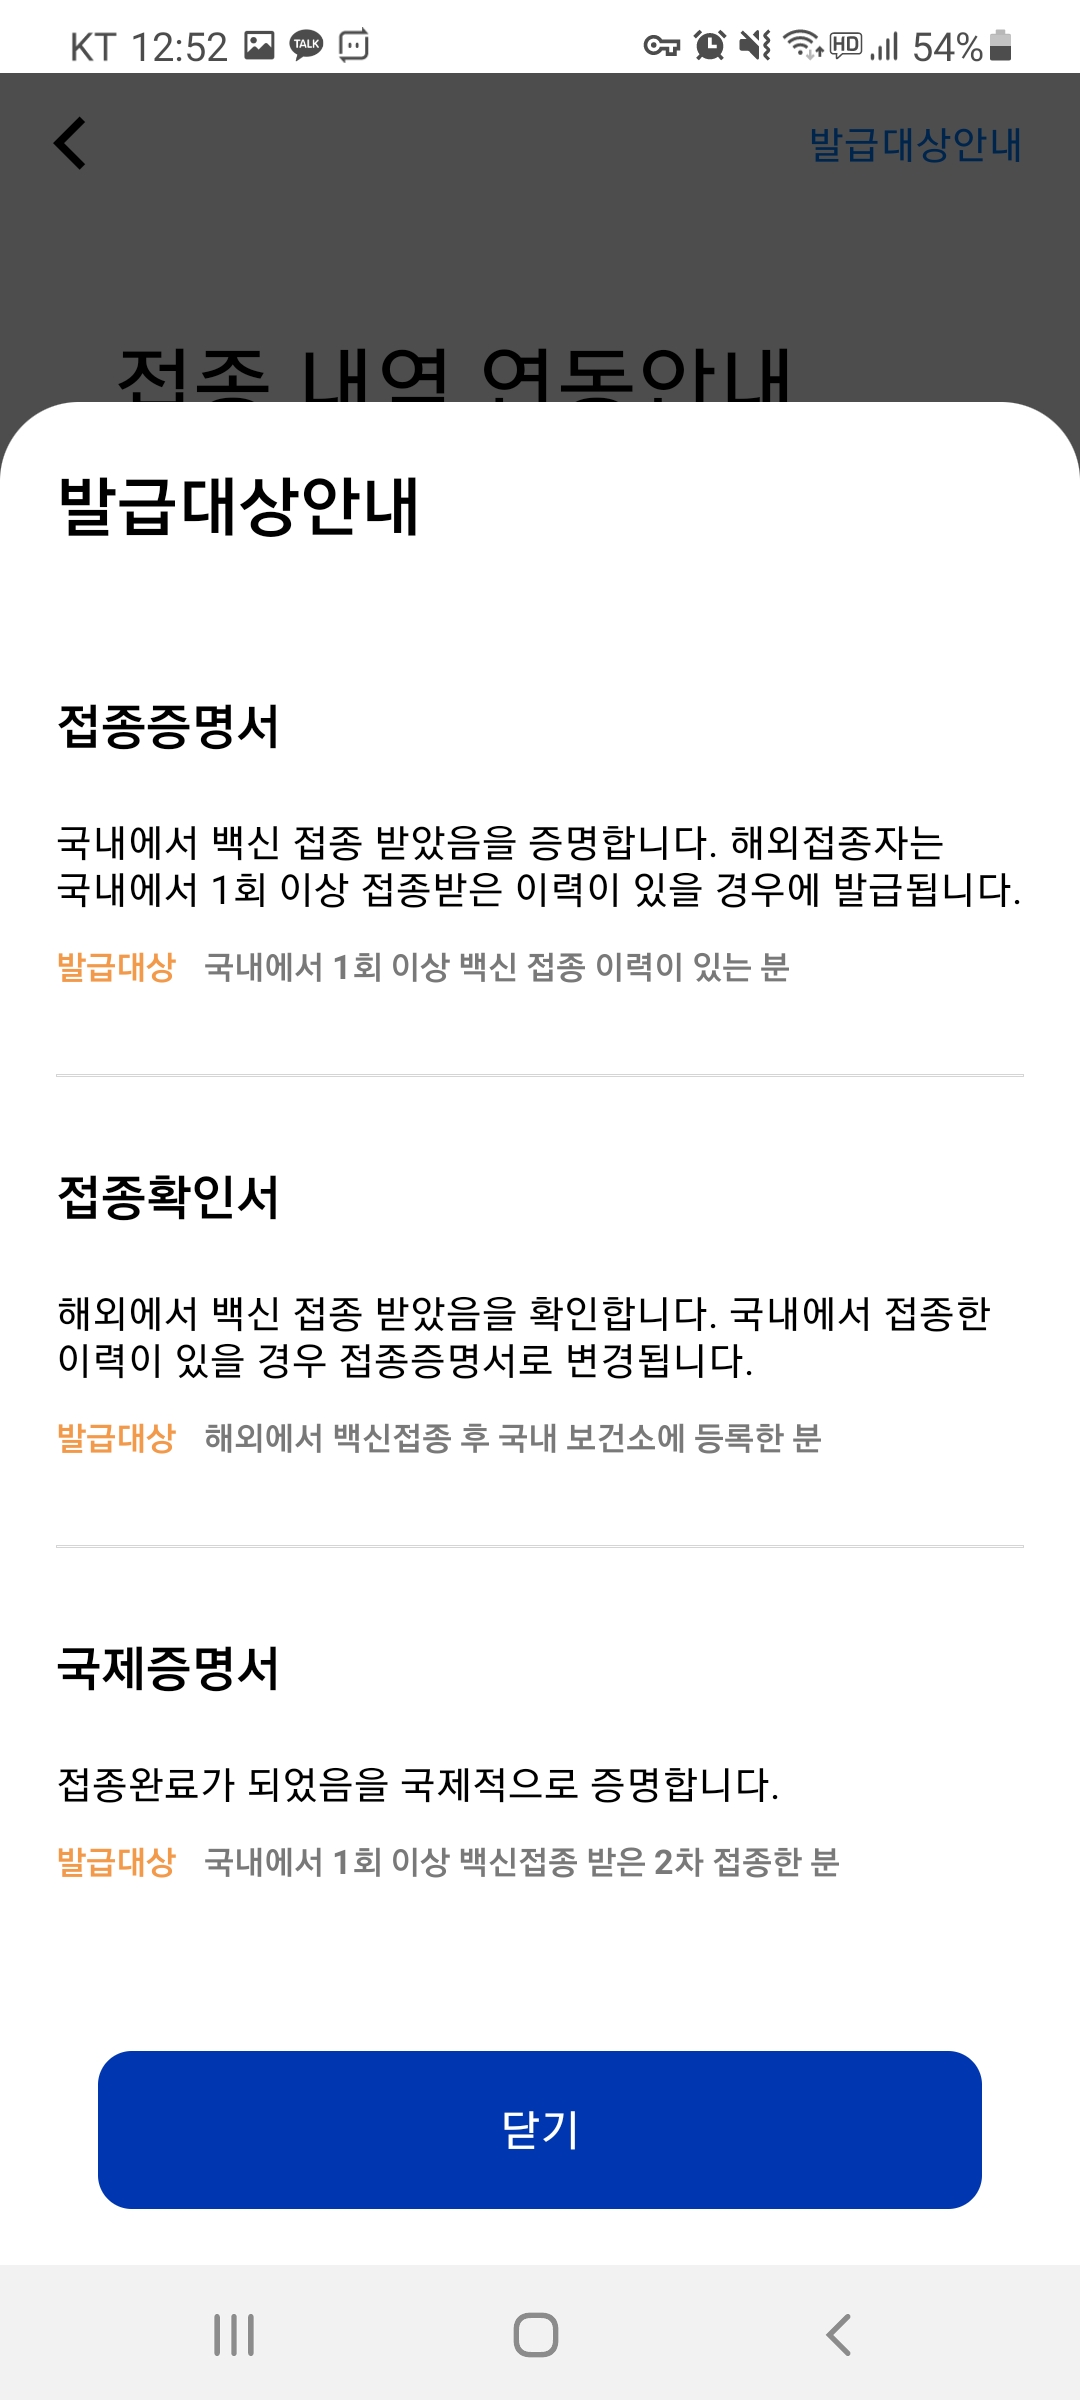 KT 12:52 TALK HD 54%
발급대상안내
접종 내역 연동안내
발급대상안내
접종증명서
국내에서 백신 접종 받았음을 증명합니다. 해외접종자는
국내에서 1회 이상 접종받은 이력이 있을 경우에 발급됩니다.
발급대상 국내에서 1회 이상 백신 접종 이력이 있는 분
접종확인서
해외에서 백신 접종 받았음을 확인합니다. 국내에서 접종한
이력이 있을 경우 접종증명서로 변경됩니다.
발급대상 해외에서 백신접종 후 국내 보건소에 등록한 분
국제증명서
접종완료가 되었음을 국제적으로 증명합니다.
발급대상 국내에서 1회 이상 백신접종 받은 2차 접종한 분
닫기